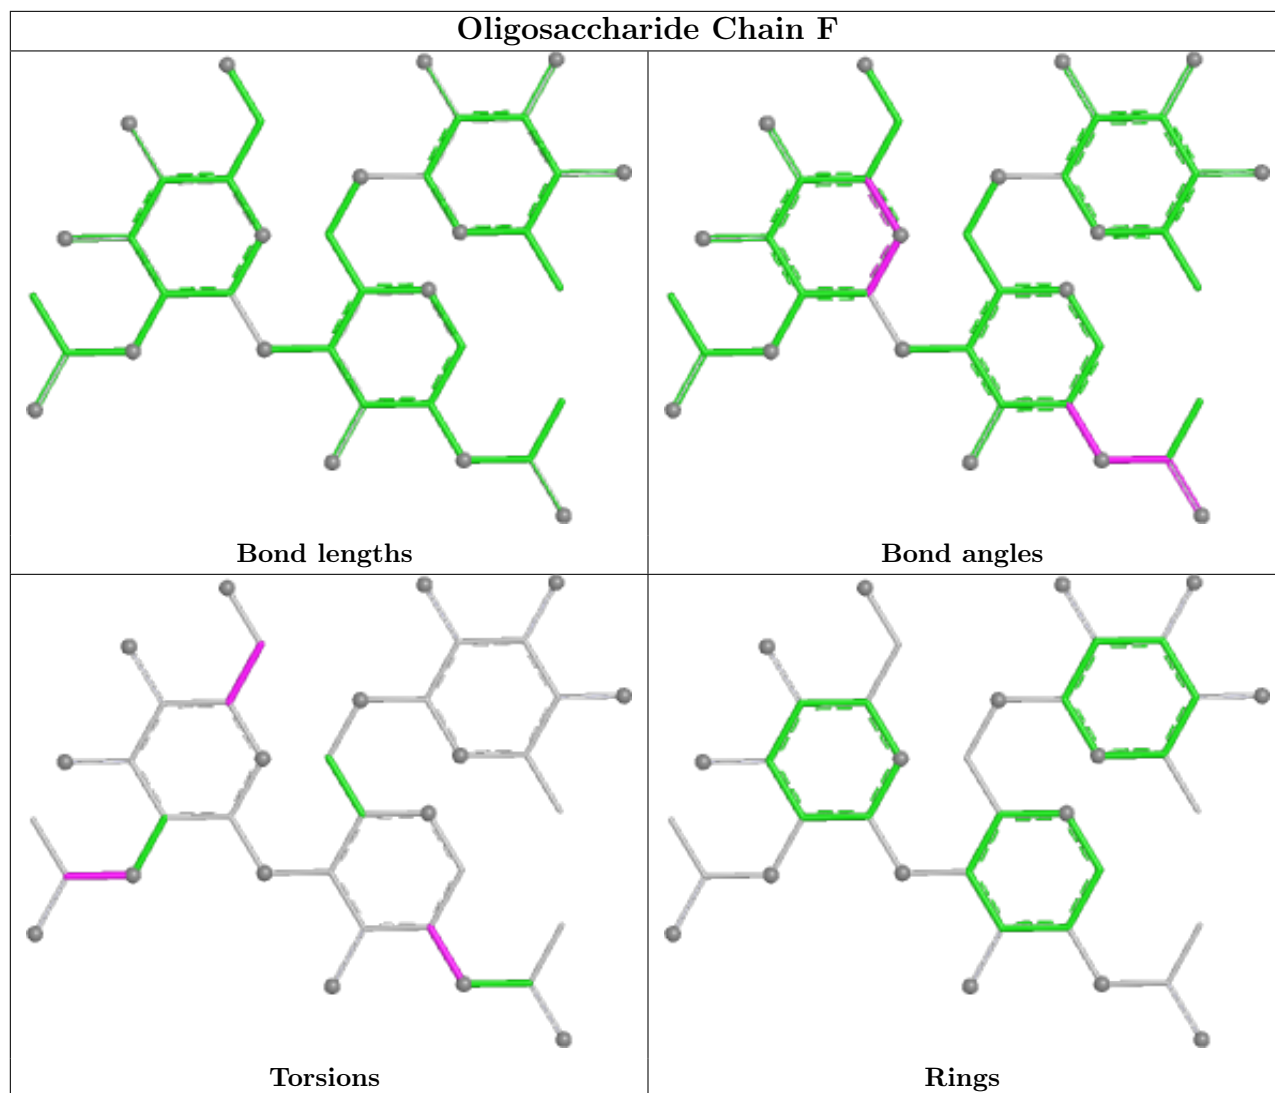 Oligosaccharide Chain F
Bond lengths
Bond angles
Torsions
Rings